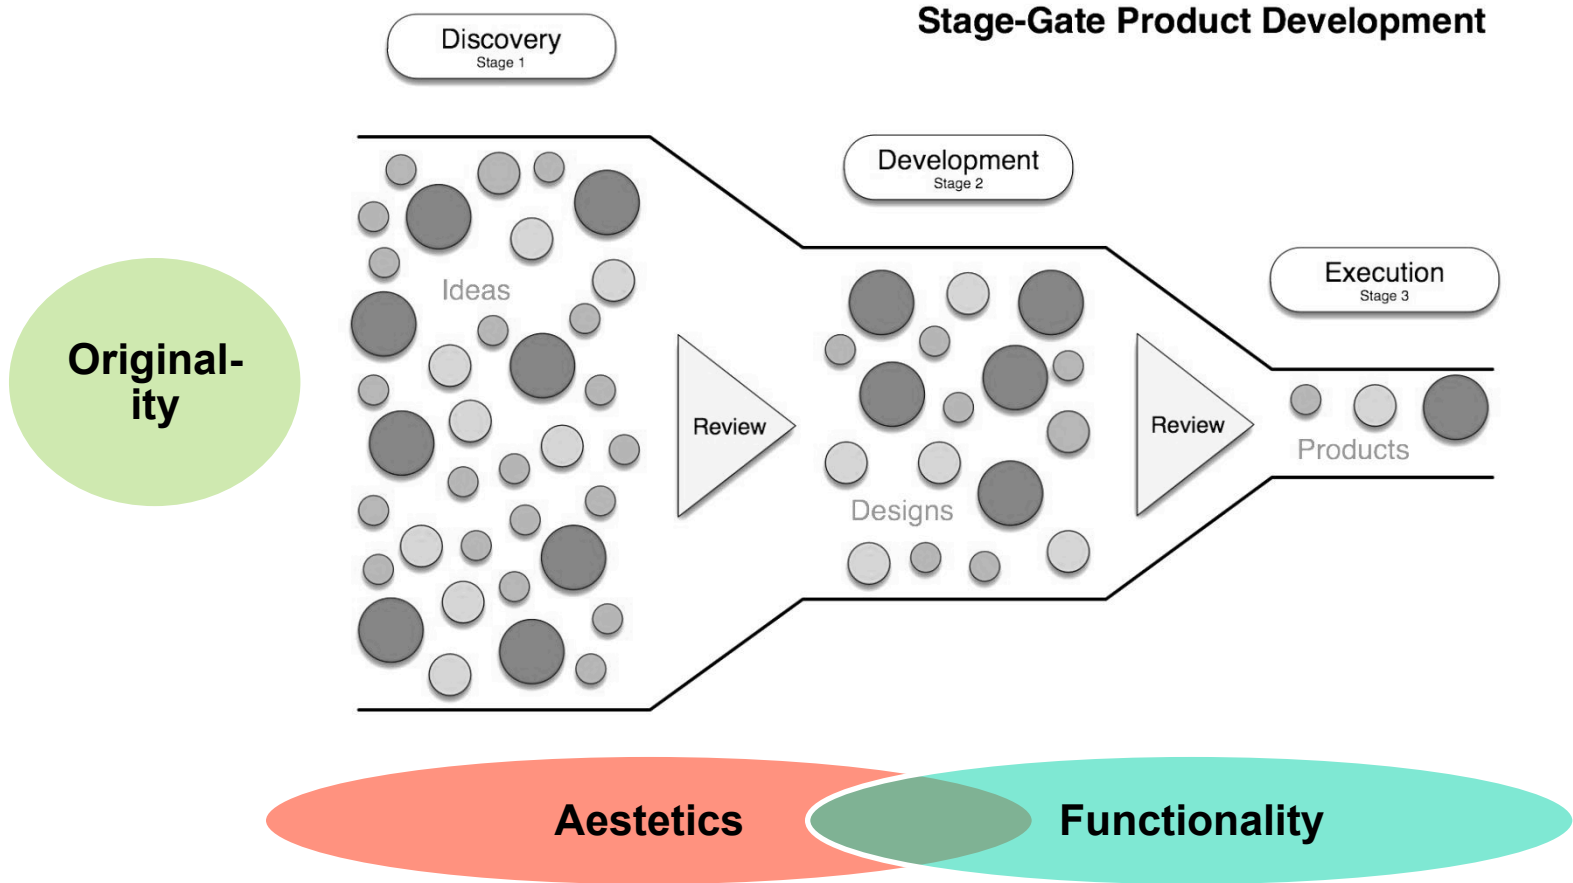 Stage-Gate Product Development
Discovery
Stage 1
Development
Stage 2
Execution
Stage 3
Ideas
Original-
ity
Review
Review
Products
Designs
Aestetics
Functionality